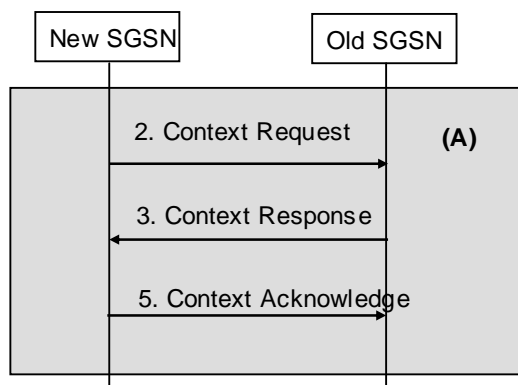 New SGSN
Old SGSN
2. Context Request
(A)
3. Context Response
5. Context Acknowledge